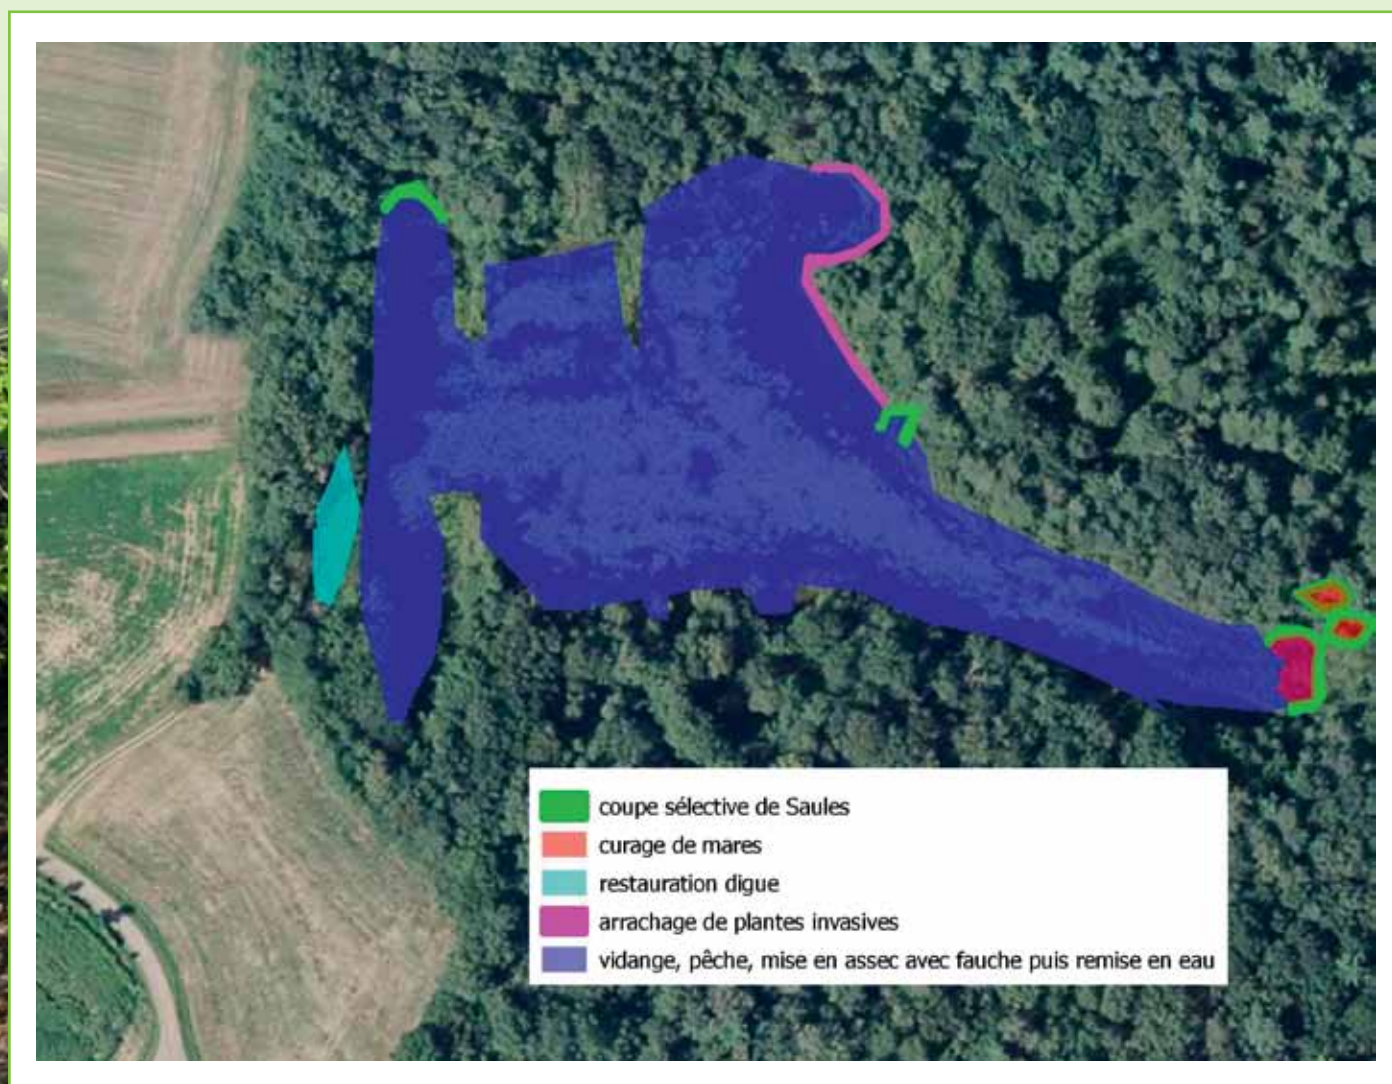 coupe sélective de Saules
curage de mares
restauration digue
arrachage de plantes invasives
vidange, pêche, mise en assec avec fauche puis remise en eau